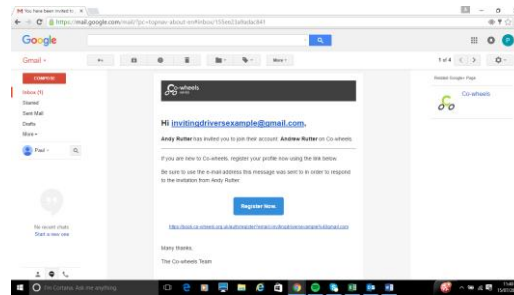 You have been invited to
https://mail.google.com/mail/?pc=topnav-about-en#inbox/155e23a9adac841
Google
Gmail
More
1 of 4
COMPOSE
Inbox (1)
Starred
Sent Mail
Drafts
More
Paul
No recent chats
Start a new one
Co-wheels
Hi invitingdriversexample@gmail.com,
Andy Rutter has invited you to join their account: Andrew Rutter on Co-wheels.
If you are new to Co-wheels, register your profile now using the link below.
Be sure to use the e-mail address this message was sent to in order to respond
to the invitation from Andy Rutter.
Register Now.
Many thanks,
The Co-wheels Team
Related Google+ Page
Co-wheels
I'm Cortana. Ask me anything.